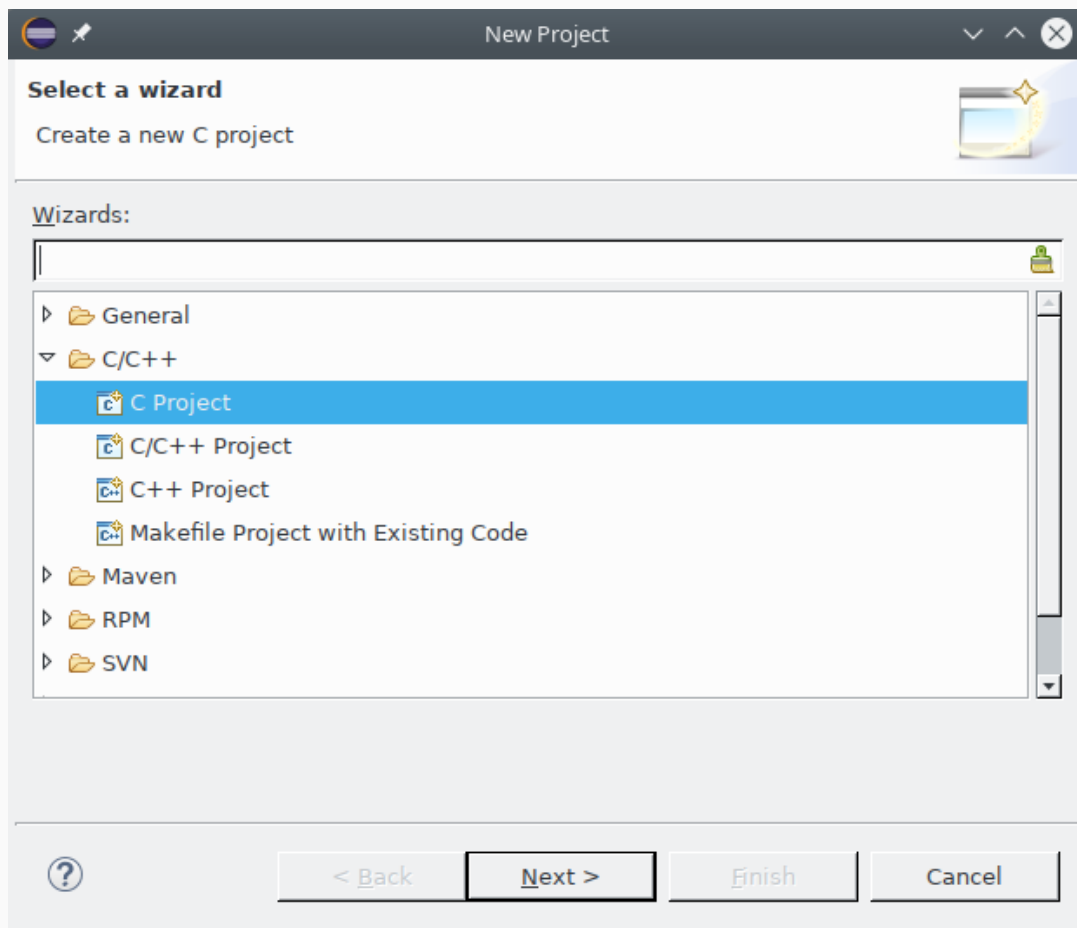 New Project
Select a wizard
Create a new C project
Wizards:
General
C/C++
C Project
C/C++ Project
C++ Project
Makefile Project with Existing Code
Maven
RPM
SVN
< Back Next > Finish Cancel